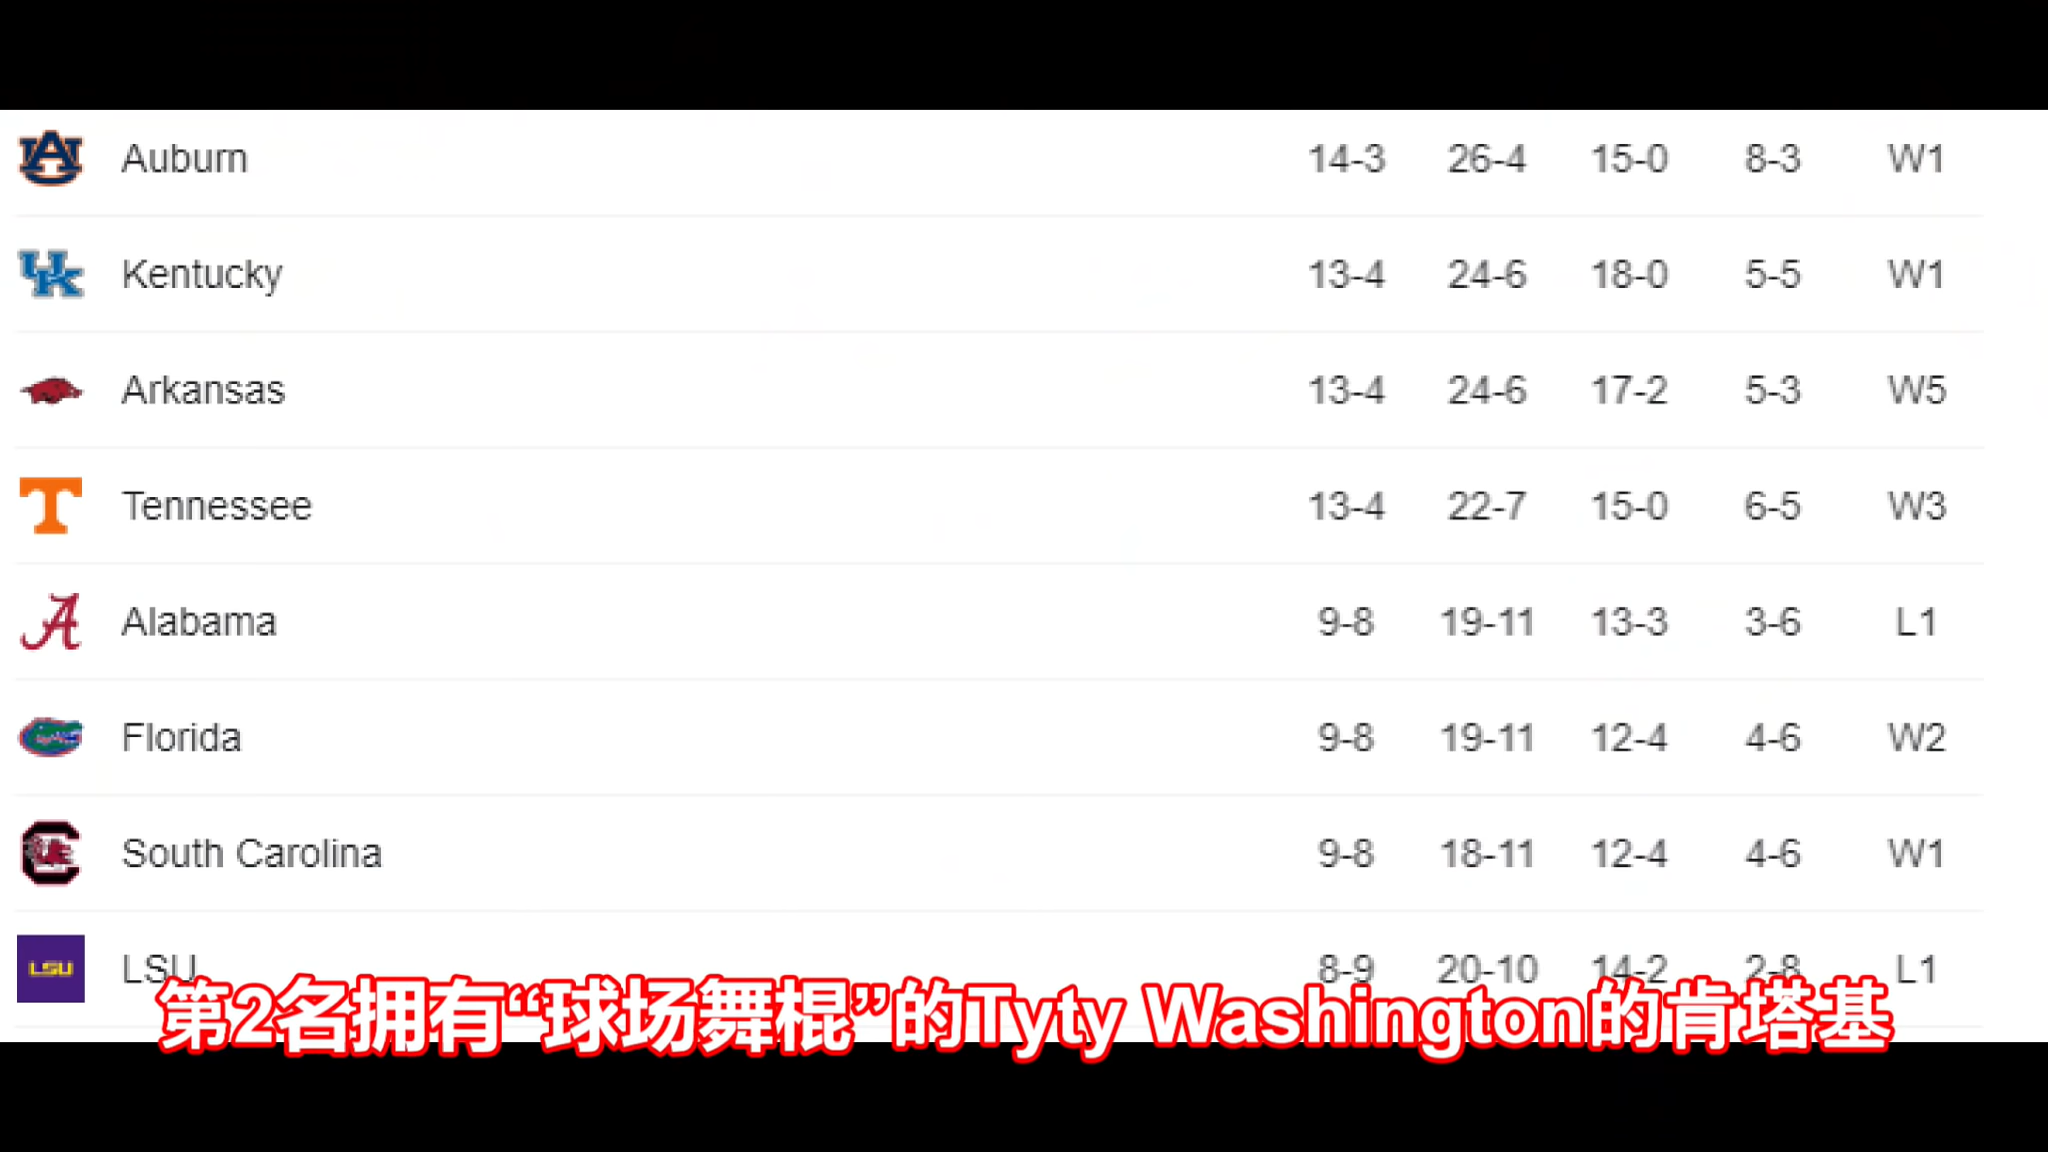 Auburn 14-3 26-4 15-0 8-3 W1
Kentucky 13-4 24-6 18-0 5-5 W1
Arkansas 13-4 24-6 17-2 5-3 W5
Tennessee 13-4 22-7 15-0 6-5 W3
Alabama 9-8 19-11 13-3 3-6 L1
Florida 9-8 19-11 12-4 4-6 W2
South Carolina 9-8 18-11 12-4 4-6 W1
LSU LSU 8-9 20-10 14-2 2-8 L1
第2名拥有“球场舞棍”的Tyty Washington的肯塔基